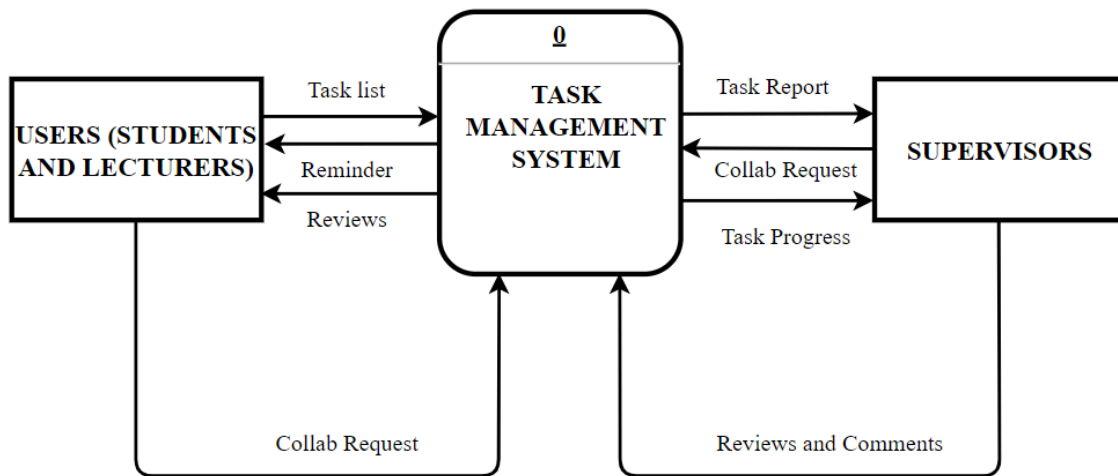 0
TASK
MANAGEMENT
SYSTEM
USERS (STUDENTS
AND LECTURERS)
Task list
Reminder
Reviews
Task Report
Collab Request
Task Progress
SUPERVISORS
Collab Request
Reviews and Comments